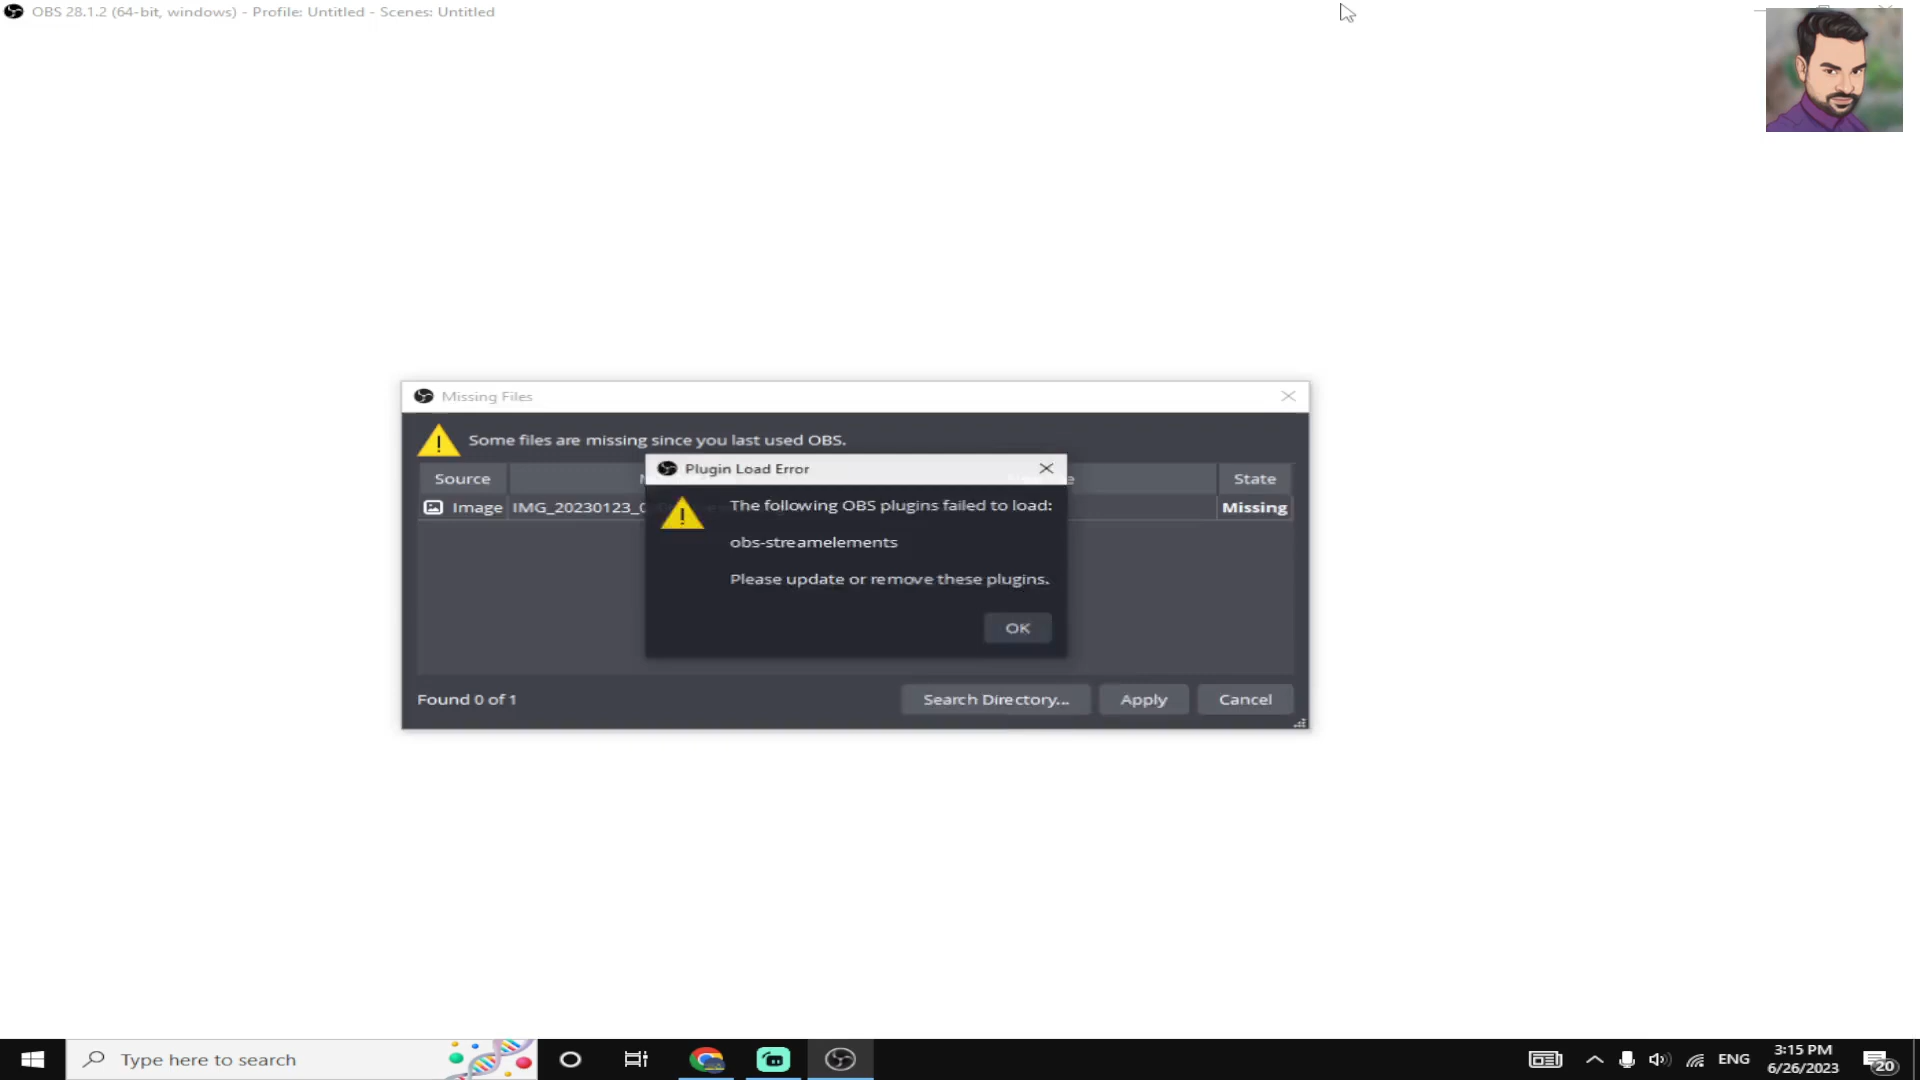 OBS 28.1.2 (64-bit, windows) - Profile: Untitled - Scenes: Untitled
Missing Files
Some files are missing since you last used OBS.
Source
State
Image
IMG_20230123_
Missing
Plugin Load Error
The following OBS plugins failed to load:
obs-streamelements
Please update or remove these plugins.
OK
Found 0 of 1
Search Directory...
Apply
Cancel
Type here to search
ENG
3:15 PM
6/26/2023
20